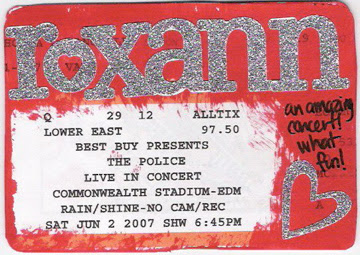 roxann
Q 29 12 ALLTIX
LOWER EAST 97.50
BEST BUY PRESENTS
THE POLICE
LIVE IN CONCERT
COMMONWEALTH STADIUM-EDM
RAIN/SHINE-NO CAM/REC
SAT JUN 2 2007 SHW 6:45PM
an amazing
concert!
what
fun!